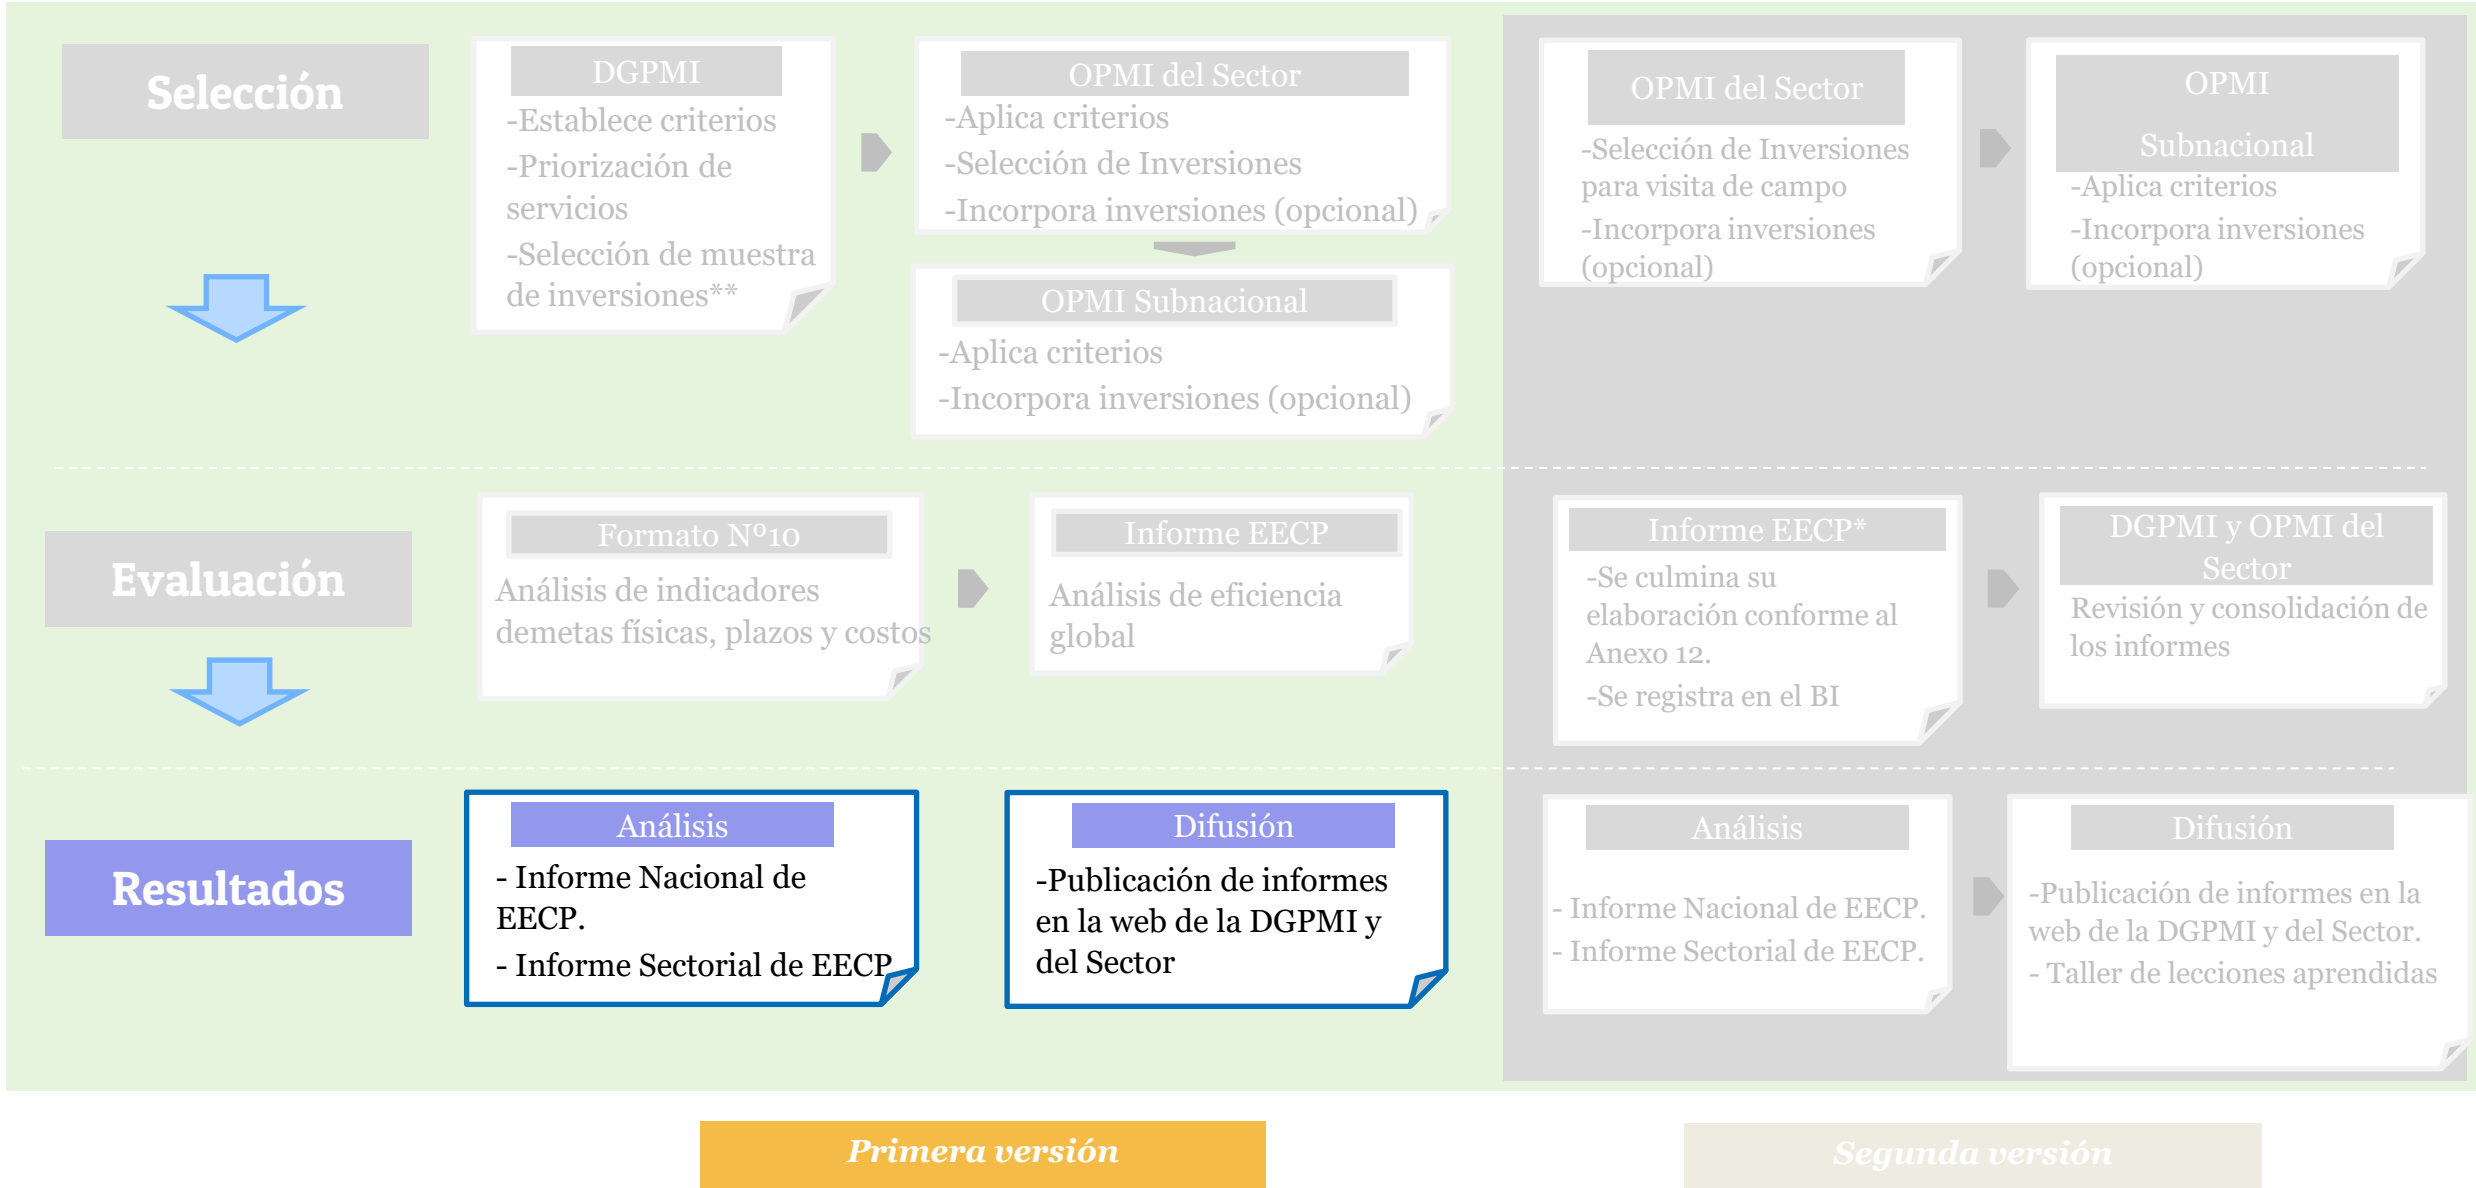 Selección
DGPMI
-Establece criterios
-Priorización de
servicios
-Selección de muestra
de inversiones**
OPMI del Sector
-Aplica criterios
-Selección de Inversiones
-Incorpora inversiones (opcional)
OPMI Subnacional
-Aplica criterios
-Incorpora inversiones (opcional)
OPMI del Sector
-Selección de Inversiones
para visita de campo
-Incorpora inversiones
(opcional)
OPMI
Subnacional
-Aplica criterios
-Incorpora inversiones
(opcional)
Evaluación
Formato Nº10
Análisis de indicadores
demetas físicas, plazos y costos
Informe EECP
Análisis de eficiencia
global
Informe EECP*
-Se culmina su
elaboración conforme al
Anexo 12.
-Se registra en el BI
DGPMI y OPMI del
Sector
Revisión y consolidación de
los informes
Resultados
Análisis
- Informe Nacional de
EECP.
- Informe Sectorial de EECP
Difusión
-Publicación de informes
en la web de la DGPMI y
del Sector
Análisis
- Informe Nacional de EECP.
- Informe Sectorial de EECP.
Difusión
-Publicación de informes en la
web de la DGPMI y del Sector.
- Taller de lecciones aprendidas
Primera versión
Segunda versión